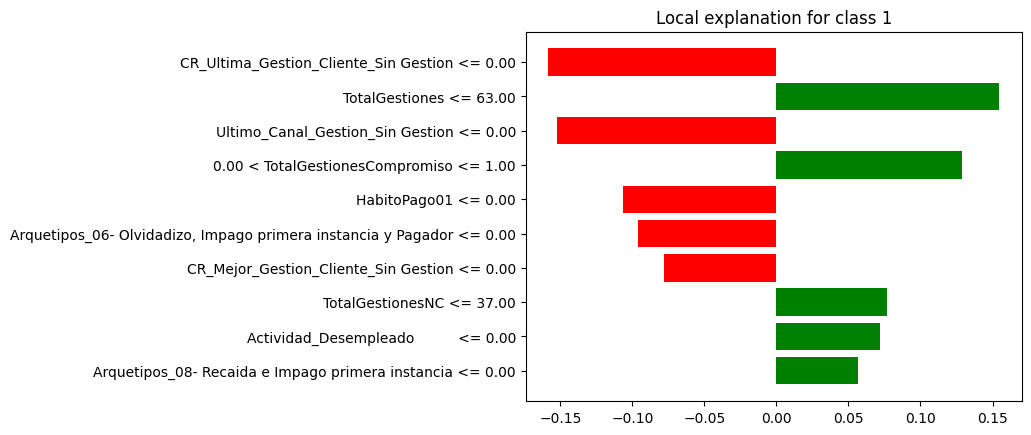 Local explanation for class 1
CR_Ultima_Gestion_Cliente_Sin Gestion <= 0.00
TotalGestiones <= 63.00
Ultimo_Canal_Gestion_Sin Gestion <= 0.00
0.00 < TotalGestionesCompromiso <= 1.00
HabitoPago01 <= 0.00
Arquetipos_06- Olvidadizo, Impago primera instancia y Pagador <= 0.00
CR_Mejor_Gestion_Cliente_Sin Gestion <= 0.00
TotalGestionesNC <= 37.00
Actividad_Desempleado          <= 0.00
Arquetipos_08- Recaida e Impago primera instancia <= 0.00
−0.15 −0.10 −0.05 0.00 0.05 0.10 0.15